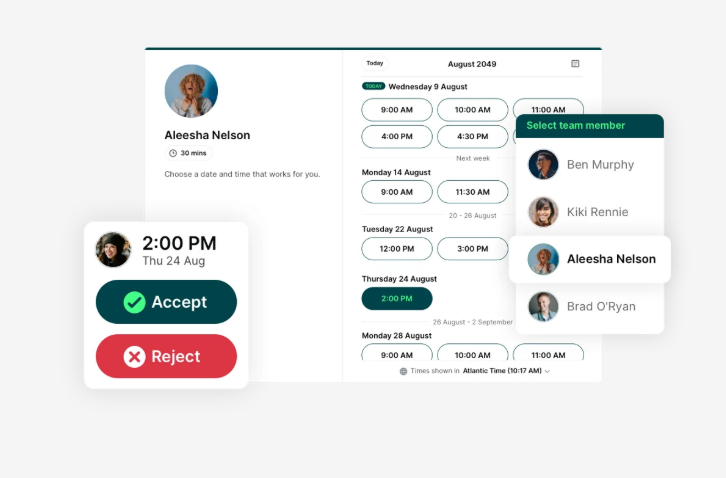 Aleesha Nelson
30 mins
Choose a date and time that works for you.
Today
August 2049
TODAY Wednesday 9 August
9:00 AM 10:00 AM 11:00 AM
4:00 PM 4:30 PM
Next week
Monday 14 August
9:00 AM 11:30 AM
20 - 26 August
Tuesday 22 August
12:00 PM 3:00 PM
Thursday 24 August
2:00 PM
26 August - 2 September
Monday 28 August
9:00 AM 10:00 AM 11:00 AM
Times shown in Atlantic Time (10:17 AM)
Select team member
Ben Murphy
Kiki Rennie
Aleesha Nelson
Brad O'Ryan
2:00 PM
Thu 24 Aug
Accept
Reject